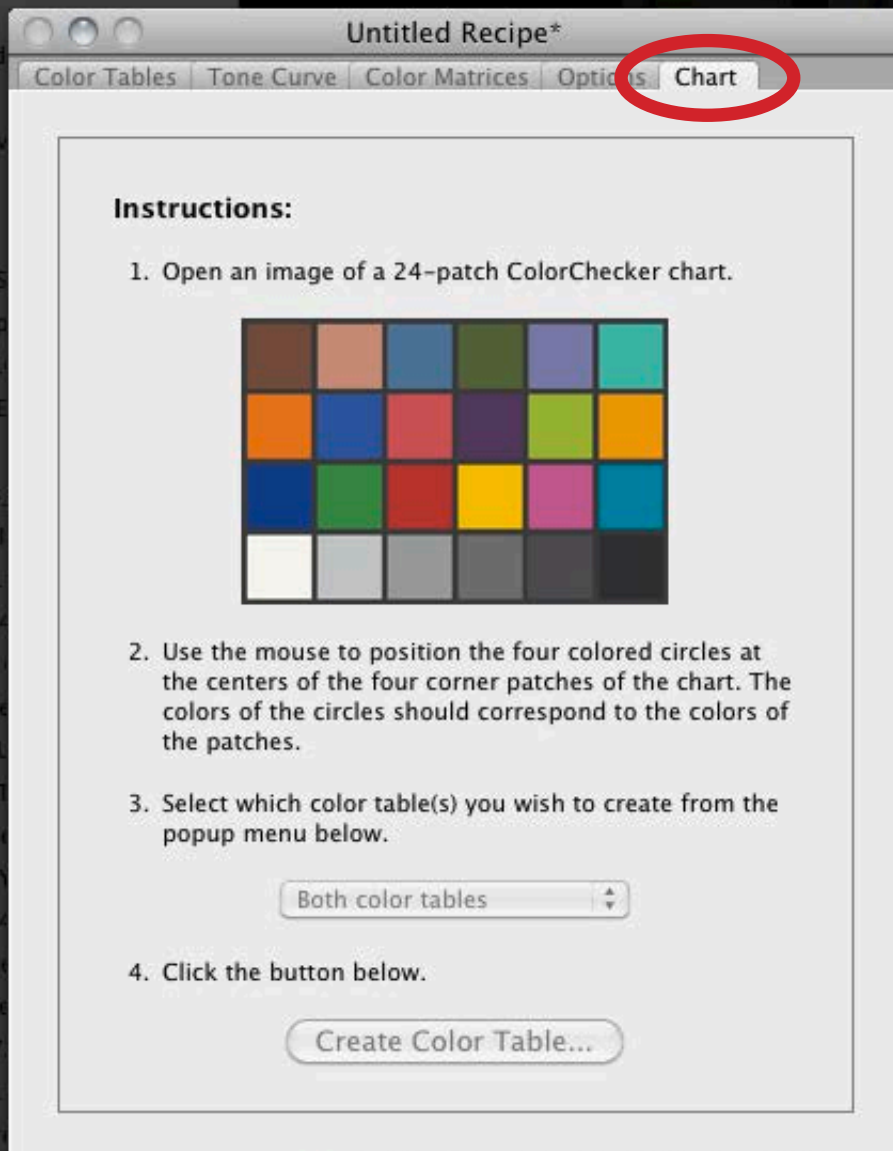 Untitled Recipe*
Color Tables Tone Curve Color Matrices Options Chart
Instructions:
1. Open an image of a 24-patch ColorChecker chart.
2. Use the mouse to position the four colored circles at
the centers of the four corner patches of the chart. The
colors of the circles should correspond to the colors of
the patches.
3. Select which color table(s) you wish to create from the
popup menu below.
Both color tables
4. Click the button below.
Create Color Table...